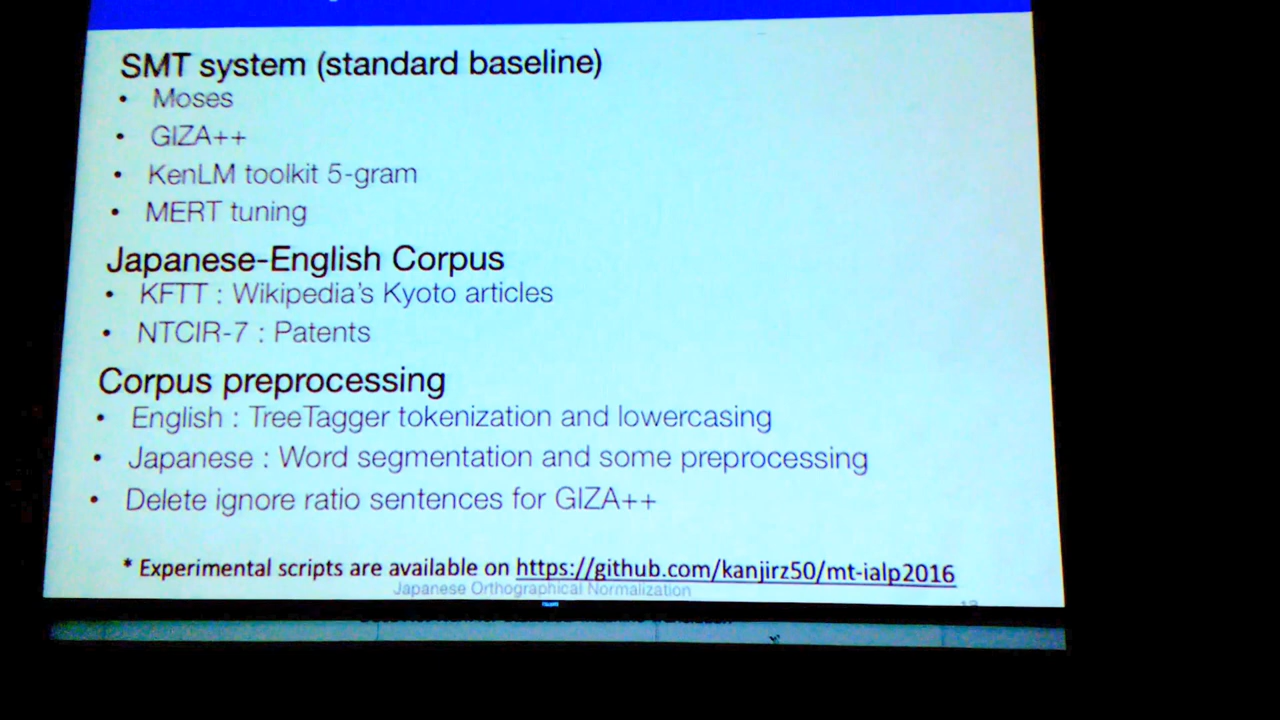 SMT system (standard baseline)
• Moses
• GIZA++
• KenLM toolkit 5-gram
• MERT tuning
Japanese-English Corpus
• KFTT : Wikipedia's Kyoto articles
• NTCIR-7 : Patents
Corpus preprocessing
• English : TreeTagger tokenization and lowercasing
• Japanese : Word segmentation and some preprocessing
• Delete ignore ratio sentences for GIZA++
* Experimental scripts are available on https://github.com/kanjirz50/mt-ialp2016
Japanese Orthographical Normalization